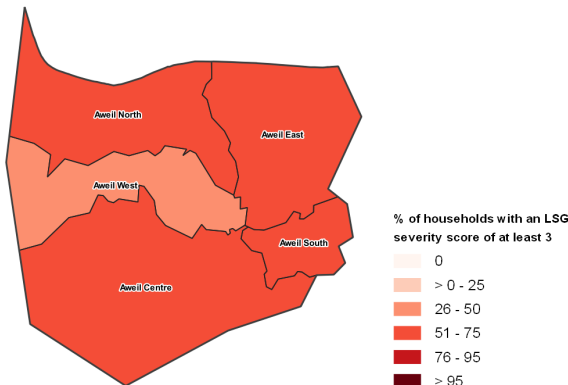 Aweil North
Aweil East
Aweil West
Aweil South
Aweil Centre
% of households with an LSG
severity score of at least 3
0
> 0 - 25
26 - 50
51 - 75
76 - 95
> 95